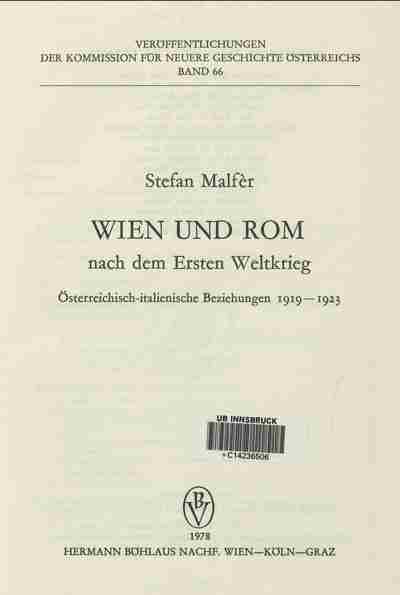 VERÖFFENTLICHUNGEN
DER KOMMISSION FÜR NEUERE GESCHICHTE ÖSTERREICHS
BAND 66
Stefan Malfèr
WIEN UND ROM
nach dem Ersten Weltkrieg
Österreichisch-italienische Beziehungen 1919—1923
UB INNSBRUCK
+C14236506
BV
1978
HERMANN BÖHLAUS NACHF. WIEN—KÖLN—GRAZ